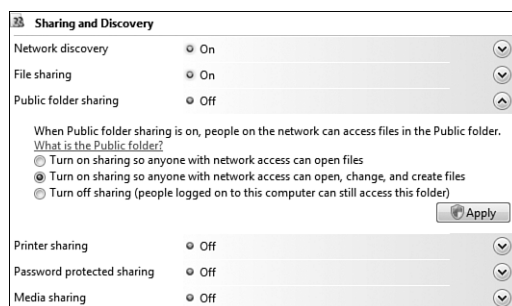 Sharing and Discovery
Network discovery On
File sharing On
Public folder sharing Off
When Public folder sharing is on, people on the network can access files in the Public folder.
What is the Public folder?
Turn on sharing so anyone with network access can open files
Turn on sharing so anyone with network access can open, change, and create files
Turn off sharing (people logged on to this computer can still access this folder)
Apply
Printer sharing Off
Password protected sharing Off
Media sharing Off